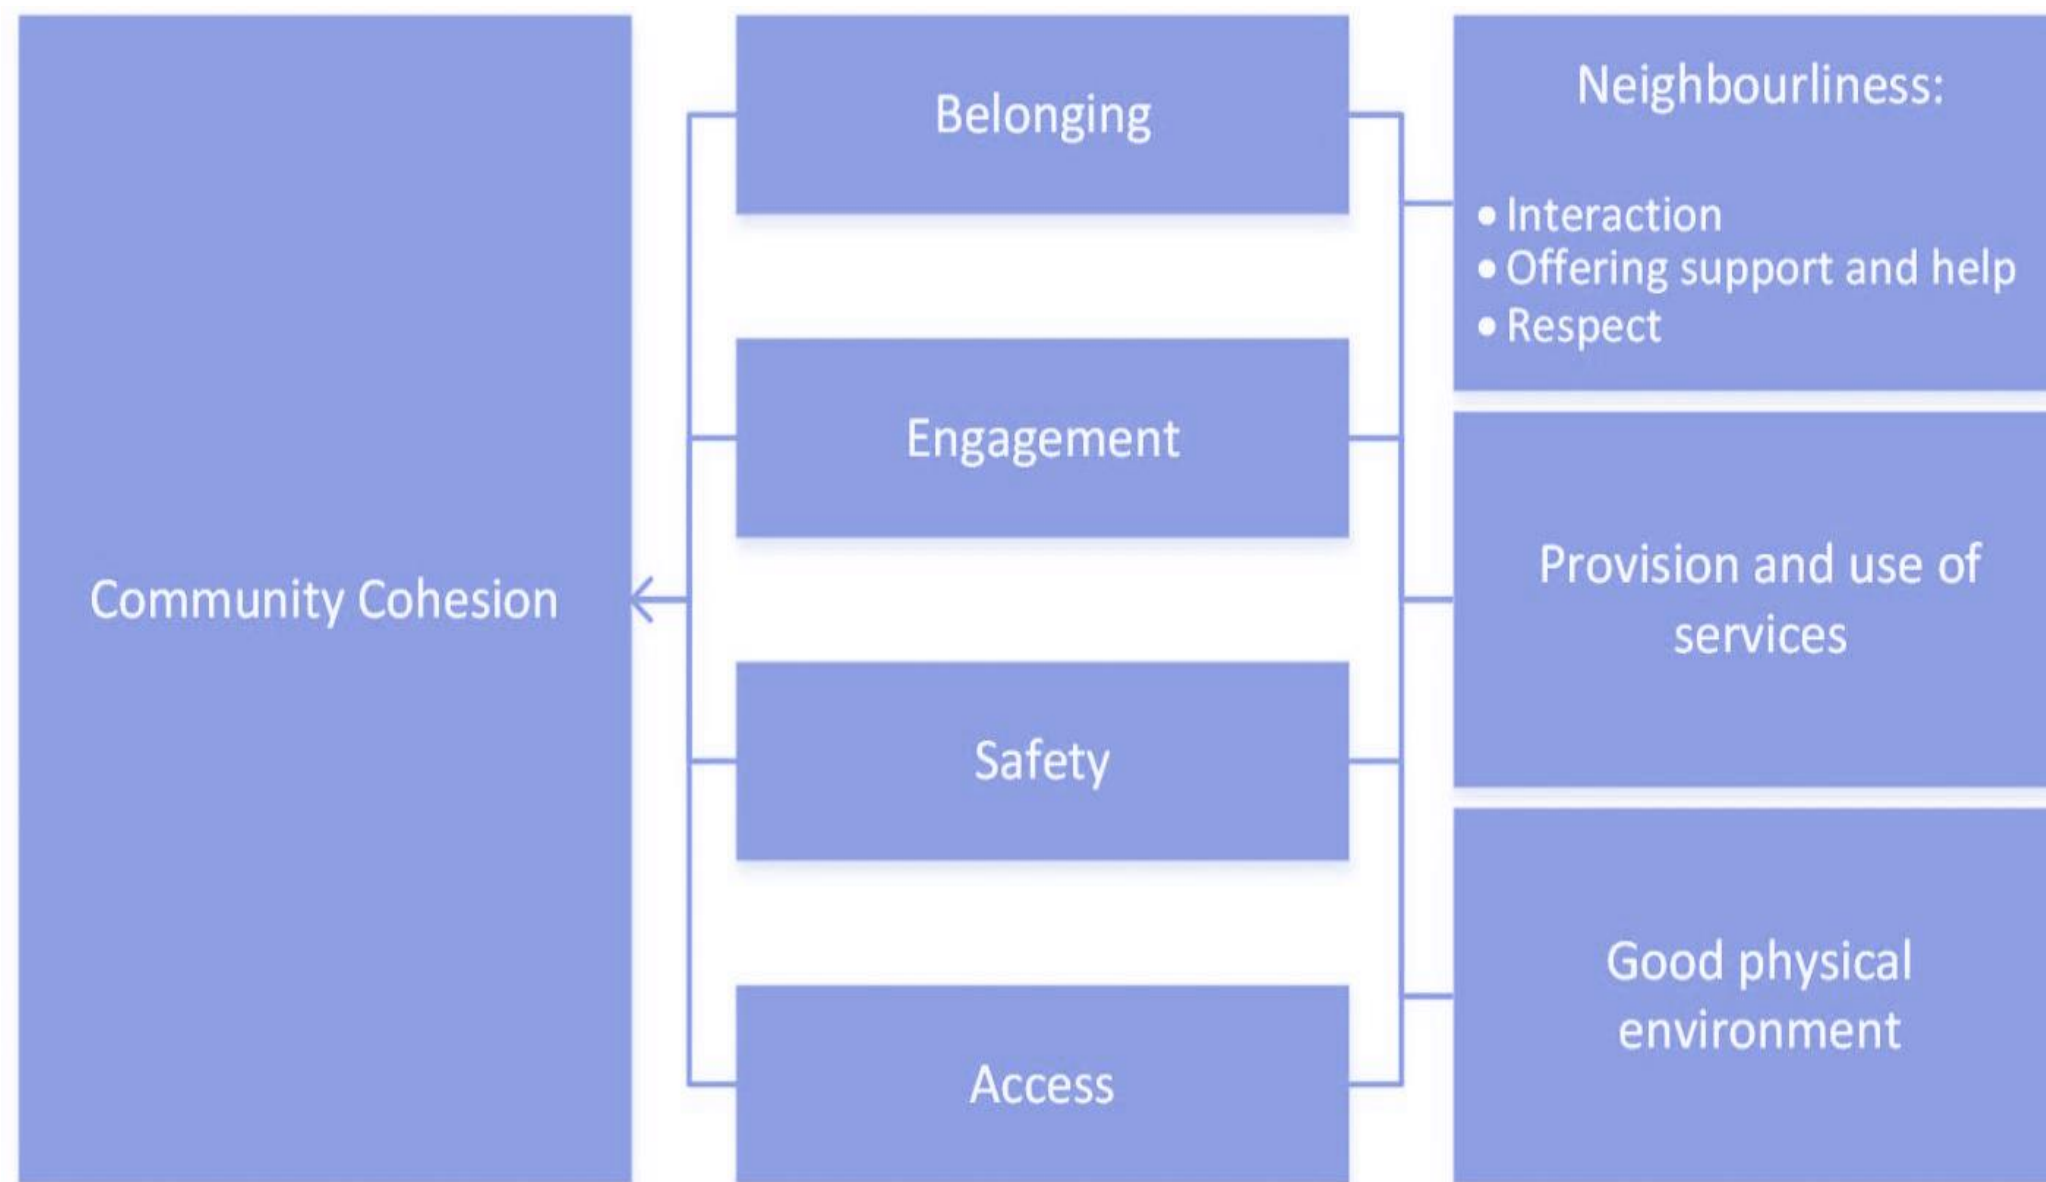 Community Cohesion
Belonging
Engagement
Safety
Access
Neighbourliness:
• Interaction
• Offering support and help
• Respect
Provision and use of
services
Good physical
environment